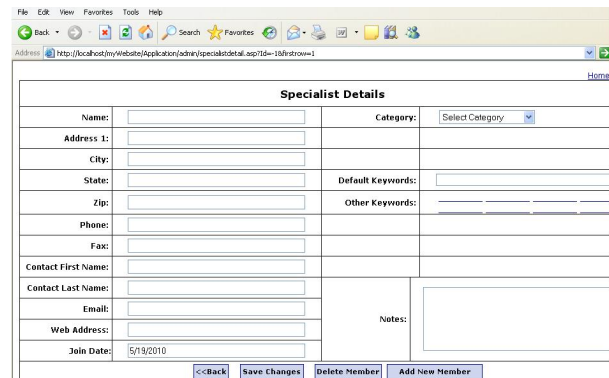 File Edit View Favorites Tools Help
Back Search Favorites
Address http://localhost/myWebsite/Application/admin/specialistdetail.asp?Id=-1&firstrow=1
Home
Specialist Details
Name: Category: Select Category
Address 1:
City:
State: Default Keywords:
Zip: Other Keywords:
Phone:
Fax:
Contact First Name:
Contact Last Name:
Email:
Notes:
Web Address:
Join Date: 5/19/2010
<<Back Save Changes Delete Member Add New Member